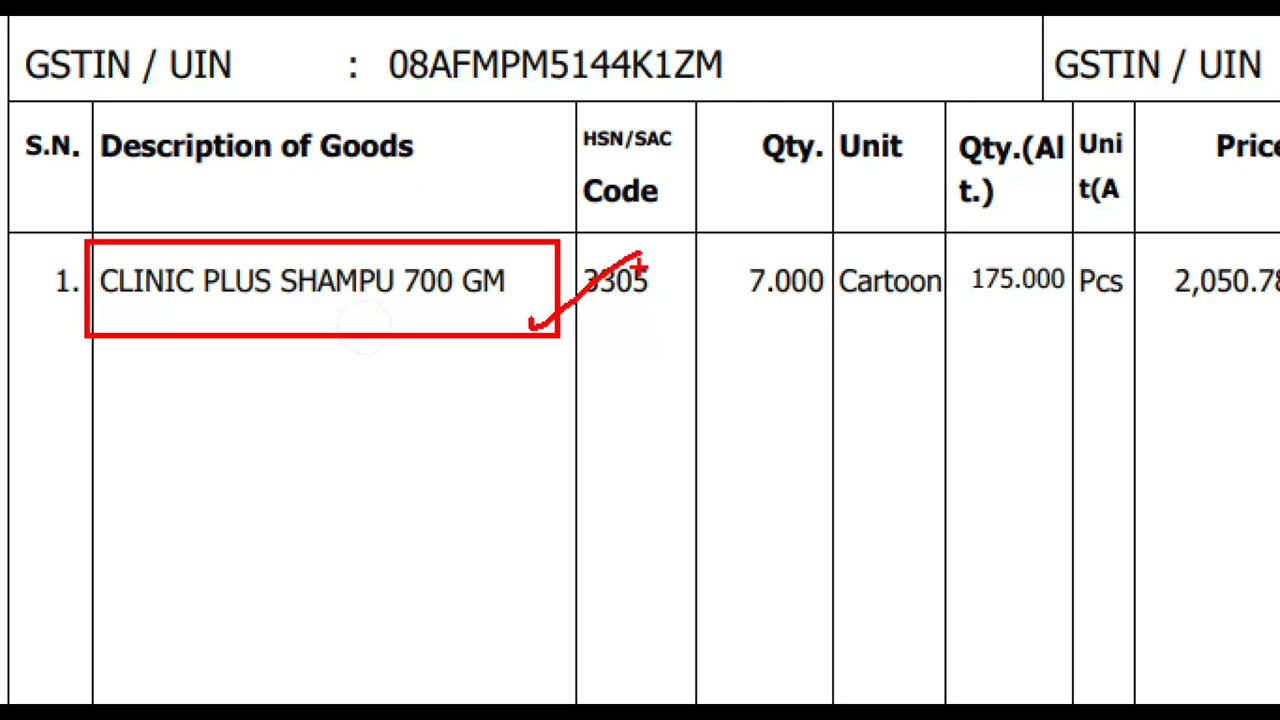 GSTIN / UIN : 08AFMPM5144K1ZM GSTIN / UIN
S.N. Description of Goods HSN/SAC Code Qty. Unit Qty.(Alt.) Unit(A Price
1. CLINIC PLUS SHAMPU 700 GM 3305 7.000 Cartoon 175.000 Pcs 2,050.78